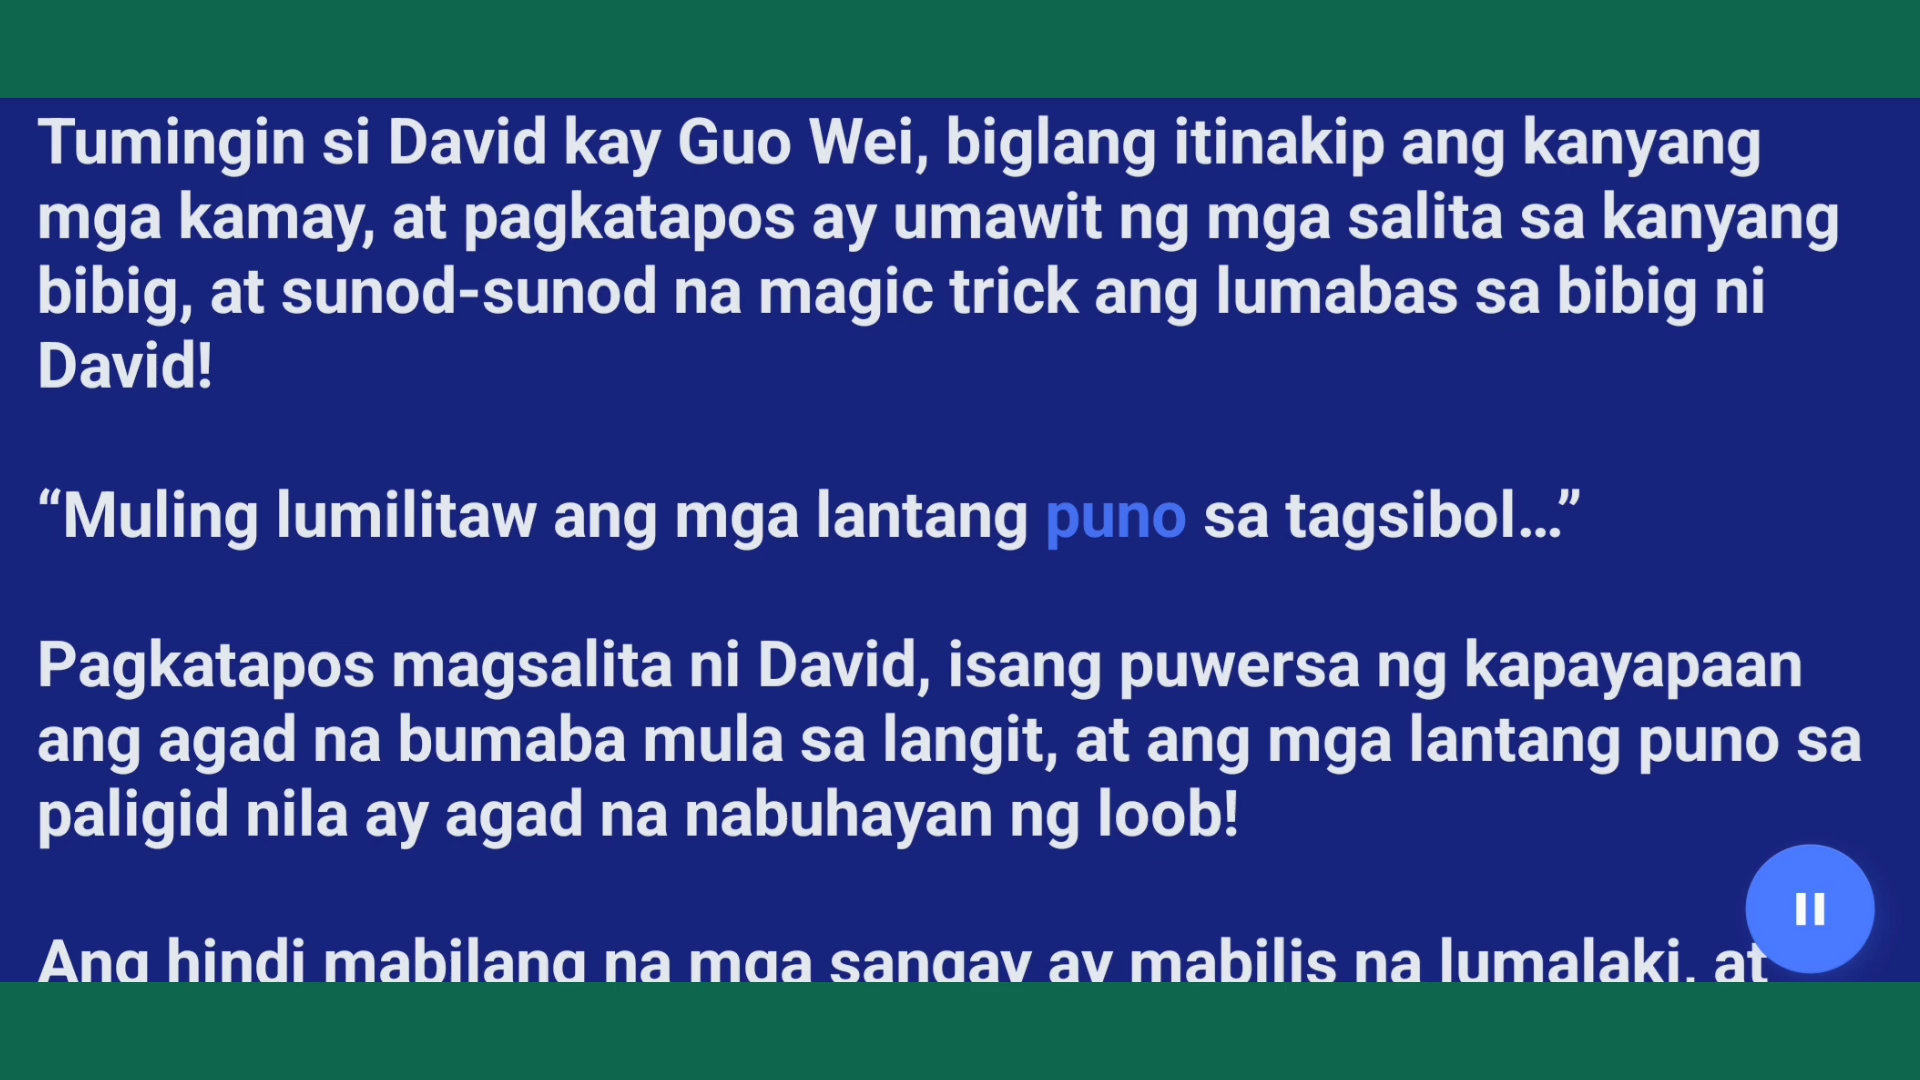 Tumingin si David kay Guo Wei, biglang itinakip ang kanyang
mga kamay, at pagkatapos ay umawit ng mga salita sa kanyang
bibig, at sunod-sunod na magic trick ang lumabas sa bibig ni
David!
“Muling lumilitaw ang mga lantang puno sa tagsibol…”
Pagkatapos magsalita ni David, isang puwersa ng kapayapaan
ang agad na bumaba mula sa langit, at ang mga lantang puno sa
paligid nila ay agad na nabuhayan ng loob!
Ang hindi mabilang na mga sangay ay mabilis na lumalaki, at